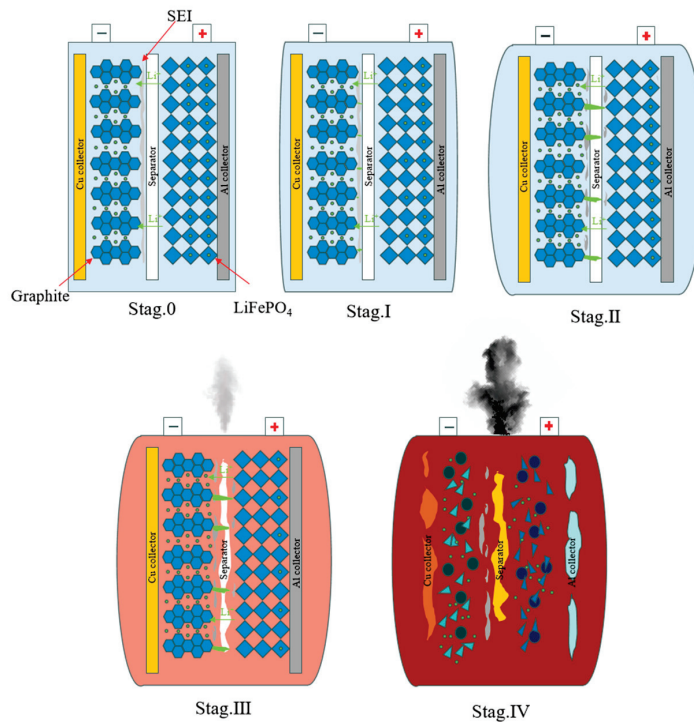 SEI
− +
− +
− +
Li⁺
Li⁺
Li⁺
Cu collector
Separator
Al collector
Cu collector
Separator
Al collector
Cu collector
Separator
Al collector
Li⁺
Li⁺
Li⁺
Graphite
LiFePO₄
Stag.0
Stag.I
Stag.II
− +
− +
Cu collector
Separator
Al collector
Cu collector
Separator
Al collector
Stag.III
Stag.IV